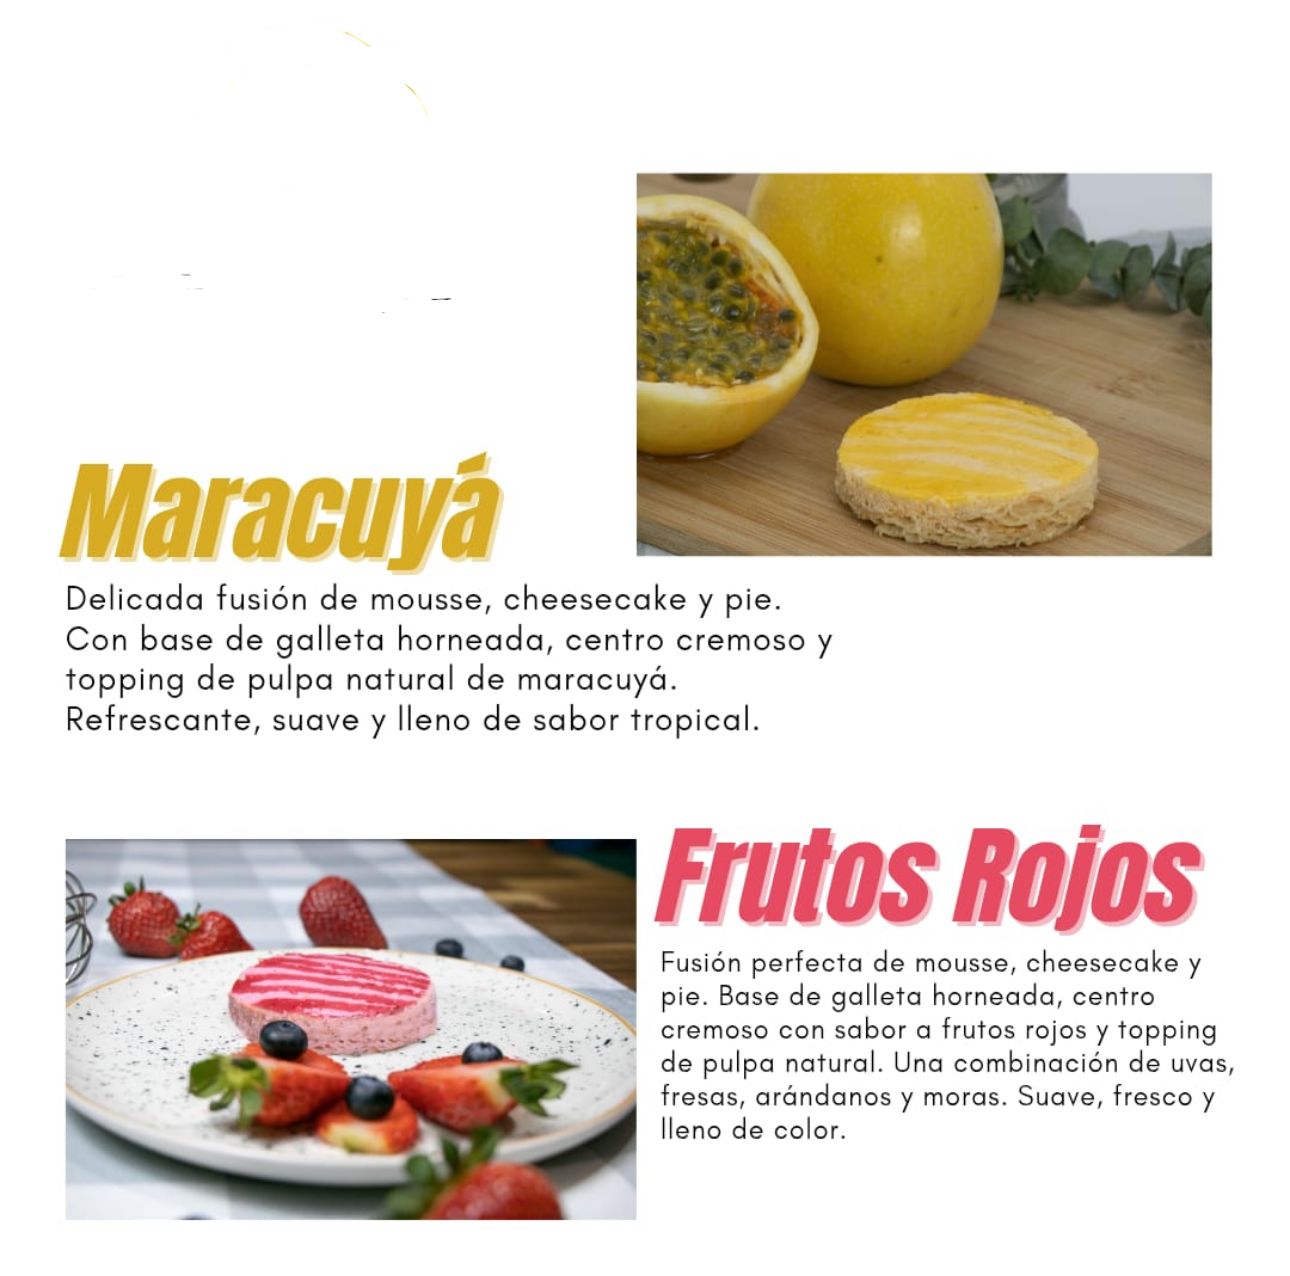 Maracuyá
Delicada fusión de mousse, cheesecake y pie.
Con base de galleta horneada, centro cremoso y
topping de pulpa natural de maracuyá.
Refrescante, suave y lleno de sabor tropical.
Frutos Rojos
Fusión perfecta de mousse, cheesecake y
pie. Base de galleta horneada, centro
cremoso con sabor a frutos rojos y topping
de pulpa natural. Una combinación de uvas,
fresas, arándanos y moras. Suave, fresco y
lleno de color.